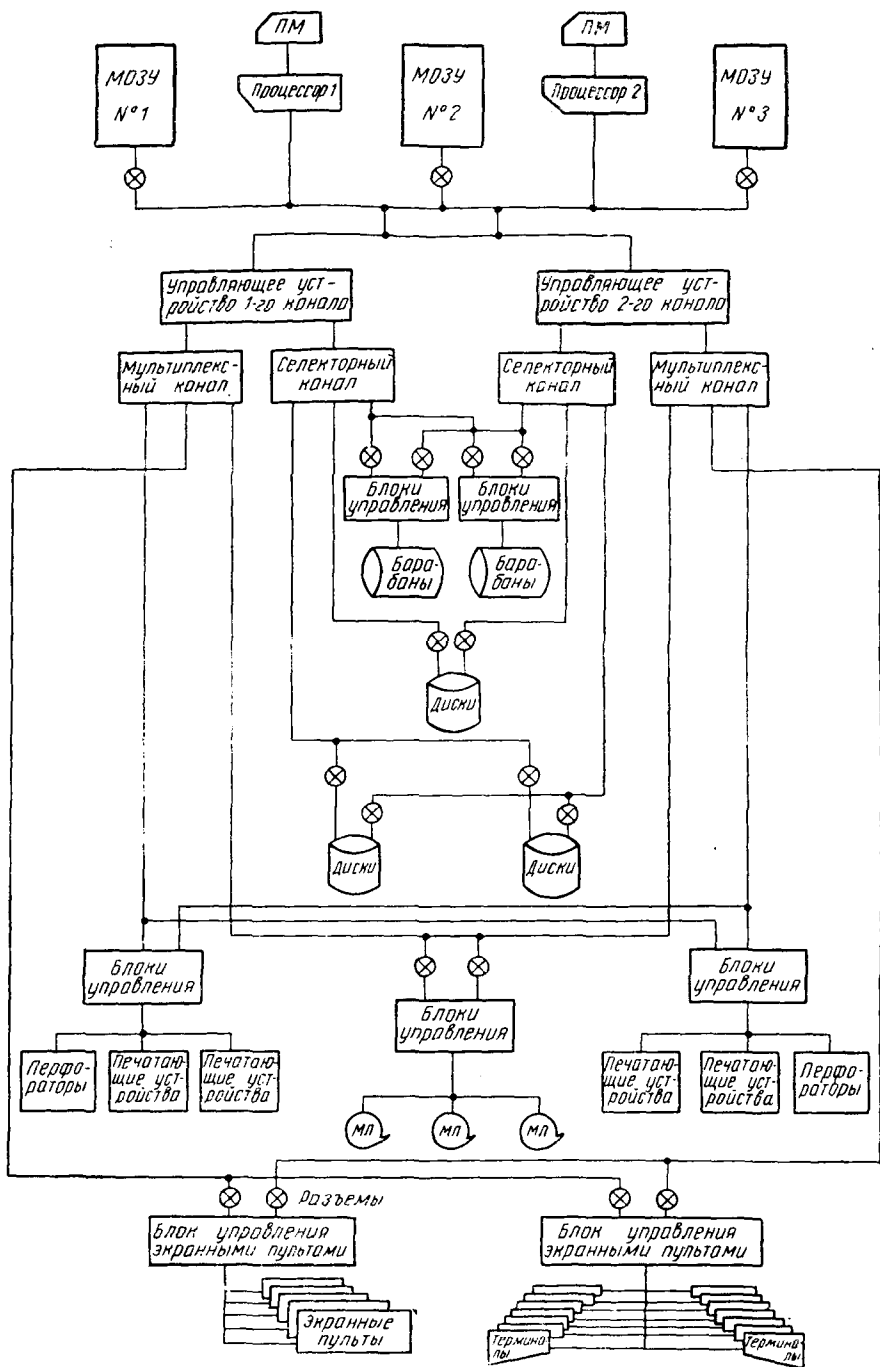 ПМ
ПМ
МОЗУ
№1
Процессор 1
МОЗУ
№2
Процессор 2
МОЗУ
№3
Управляющее уст-
ройство 1-го канала
Управляющее уст-
ройство 2-го канала
Мультиплекс-
ный канал
Селекторный
канал
Селекторный
канал
Мультиплекс-
ный канал
Блоки
управления
Блоки
управления
Бара-
баны
Бара-
баны
Диски
Диски
Диски
Блоки
управления
Блоки
управления
Блоки
управления
Перфо-
раторы
Печатаю-
щие уст-
ройства
Печатаю-
щие уст-
ройства
Печатаю-
щие уст-
ройства
Печатаю-
щие уст-
ройства
Перфо-
раторы
МЛ
МЛ
МЛ
Разъемы
Блок управления
экранными пультами
Блок управления
экранными пультами
Экранные
пульты
Термина-
лы
Термина-
лы